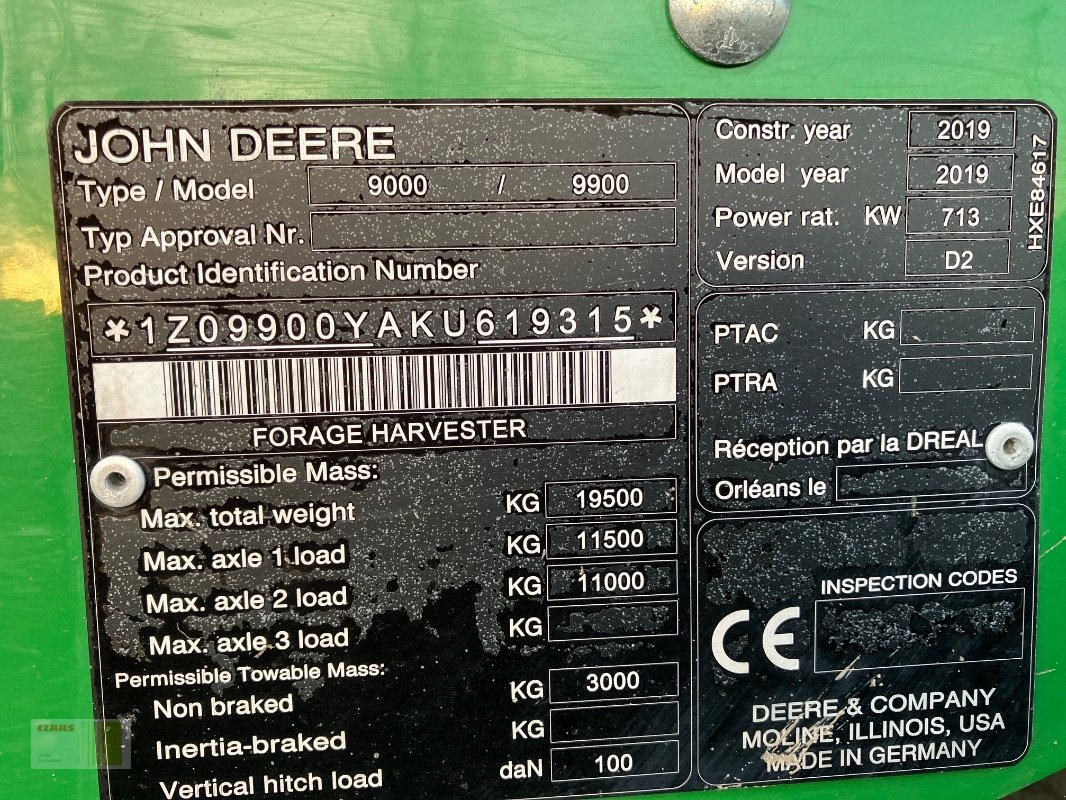 JOHN DEERE
Type / Model 9000 / 9900
Typ Approval Nr.
Product Identification Number
*1Z09900YAKU619315*
FORAGE HARVESTER
Permissible Mass:
Max. total weight KG 19500
Max. axle 1 load KG 11500
Max. axle 2 load KG 11000
Max. axle 3 load KG
Permissible Towable Mass:
Non braked KG 3000
Inertia-braked KG
Vertical hitch load daN 100
Constr. year 2019
Model year 2019
Power rat. KW 713
Version D2
HXE84617
PTAC KG
PTRA KG
Réception par la DREAL
Orléans le
INSPECTION CODES
CE
DEERE & COMPANY
MOLINE, ILLINOIS, USA
MADE IN GERMANY
CLAAS